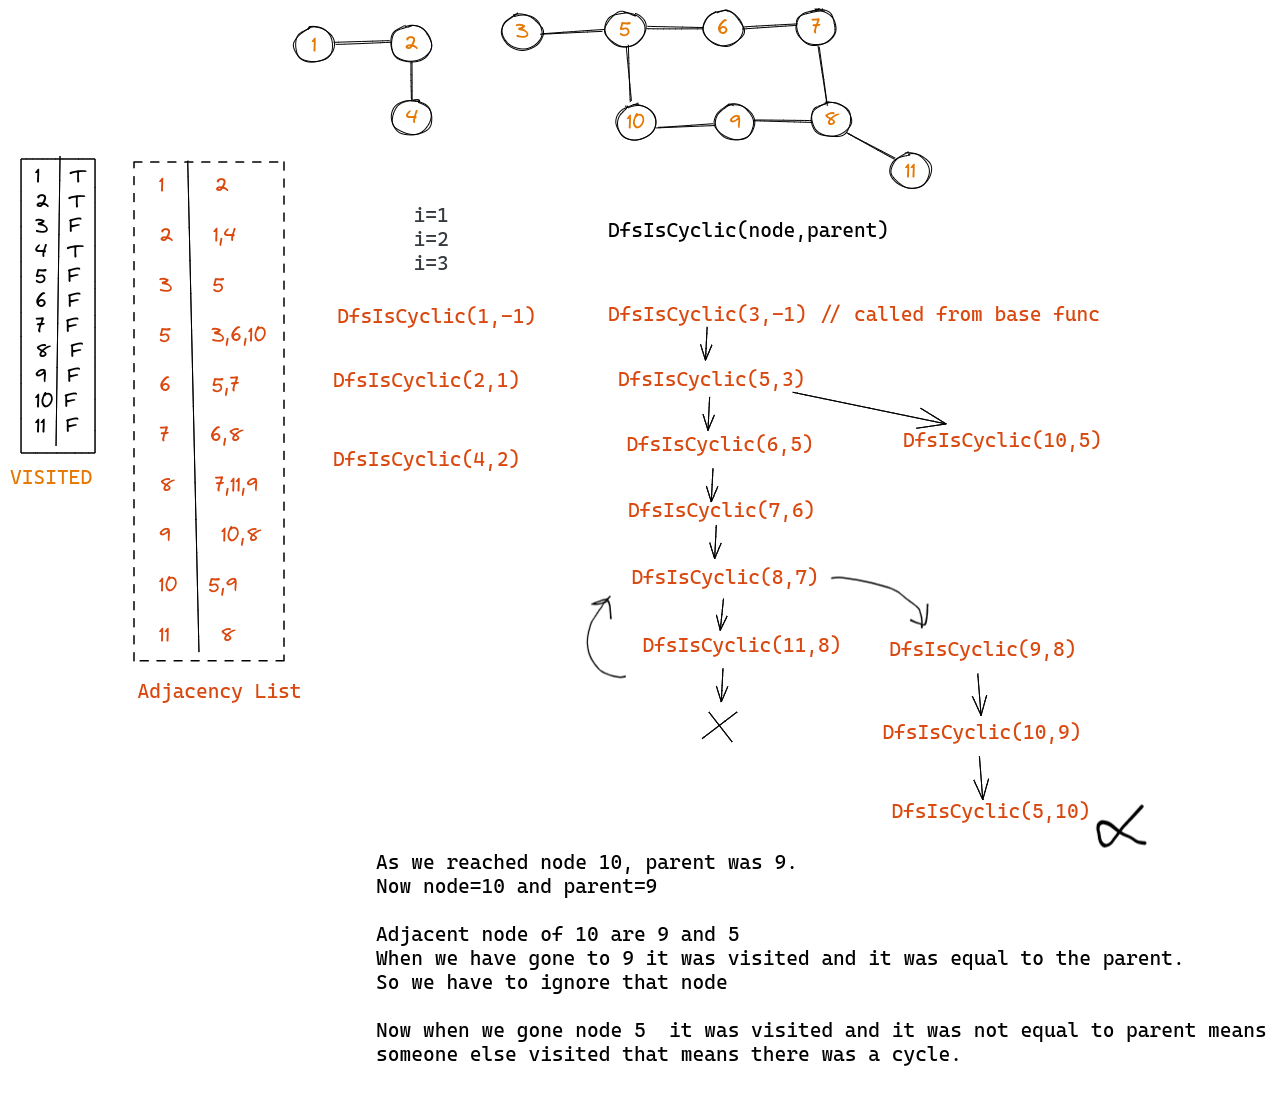 1
2
4
3
5
6
7
10
9
8
11
1 T
2 T
3 F
4 T
5 F
6 F
7 F
8 F
9 F
10 F
11 F
VISITED
1 2
2 1,4
3 5
5 3,6,10
6 5,7
7 6,8
8 7,11,9
9 10,8
10 5,9
11 8
Adjacency List
i=1
i=2
i=3
DfsIsCyclic(1,-1)
DfsIsCyclic(2,1)
DfsIsCyclic(4,2)
DfsIsCyclic(node,parent)
DfsIsCyclic(3,-1) // called from base func
DfsIsCyclic(5,3)
DfsIsCyclic(6,5)
DfsIsCyclic(10,5)
DfsIsCyclic(7,6)
DfsIsCyclic(8,7)
DfsIsCyclic(11,8)
DfsIsCyclic(9,8)
DfsIsCyclic(10,9)
DfsIsCyclic(5,10)
As we reached node 10, parent was 9.
Now node=10 and parent=9
Adjacent node of 10 are 9 and 5
When we have gone to 9 it was visited and it was equal to the parent.
So we have to ignore that node
Now when we gone node 5  it was visited and it was not equal to parent means
someone else visited that means there was a cycle.